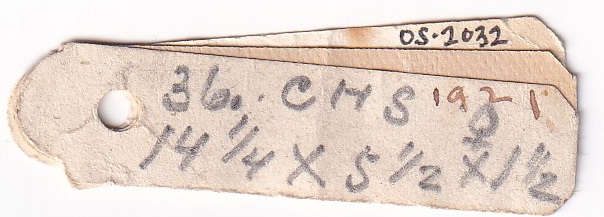 OS·2032
36. CHS ♀ 1921
14 1/4 X 5 1/2 X 1 1/2